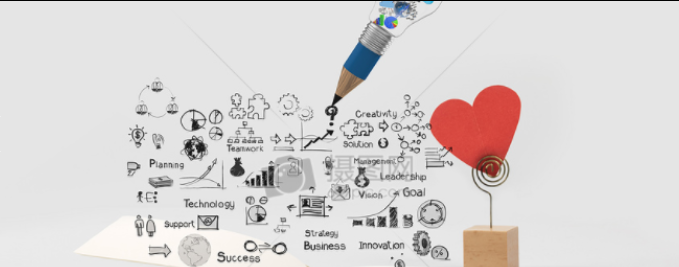 Creativity
Teamwork
Solution
Planning
Management
Leadership
Vision
Goal
Technology
Support
Strategy
Business
Innovation
Success
?